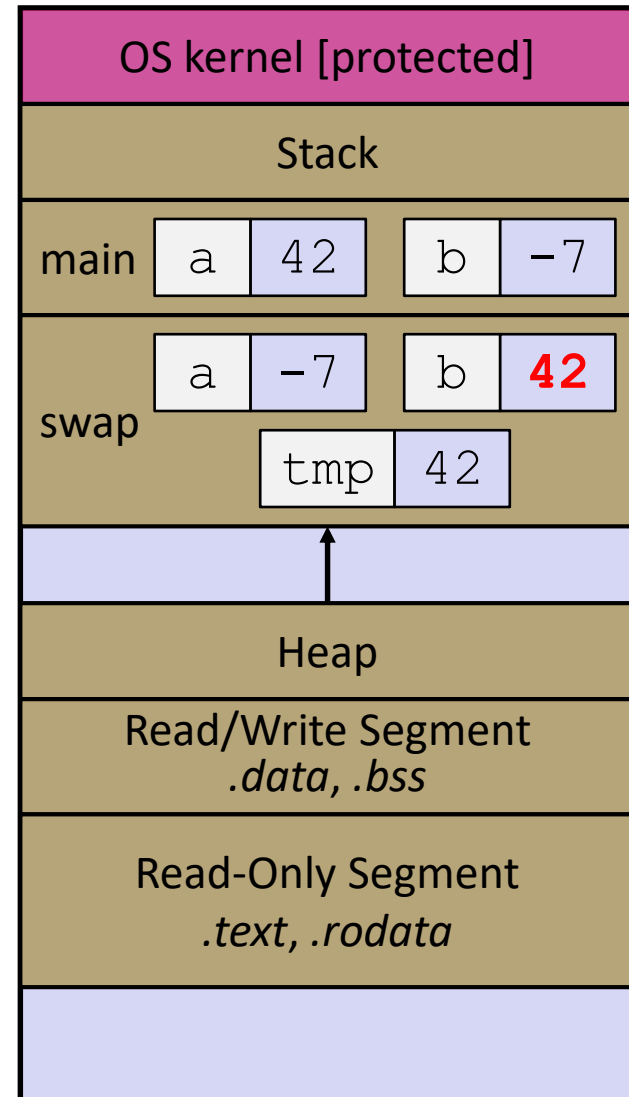 OS kernel [protected]
Stack
main a 42 b -7
a -7 b 42
swap
tmp 42
Heap
Read/Write Segment
.data, .bss
Read-Only Segment
.text, .rodata